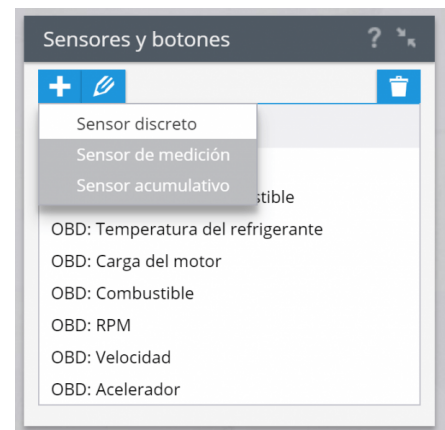 Sensores y botones ?
Sensor discreto
Sensor de medición
Sensor acumulativo
stible
OBD: Temperatura del refrigerante
OBD: Carga del motor
OBD: Combustible
OBD: RPM
OBD: Velocidad
OBD: Acelerador